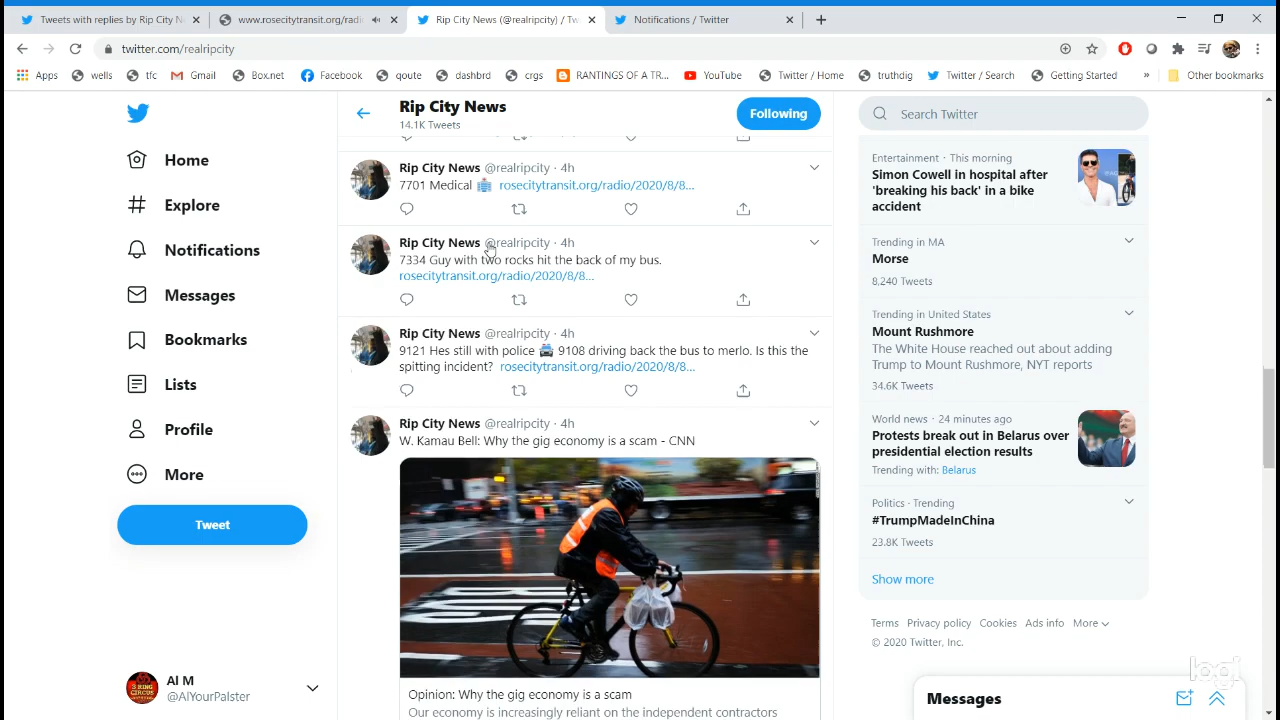 Tweets with replies by Rip City N
www.rosecitytransit.org/radi
Rip City News (@realripcity) / Tw
Notifications / Twitter
twitter.com/realripcity
Apps
wells
tfc
Gmail
Box.net
Facebook
qoute
dashbrd
crgs
RANTINGS OF A TR...
YouTube
Twitter / Home
truthdig
Twitter / Search
Getting Started
»
Other bookmarks
Home
Explore
Notifications
Messages
Bookmarks
Lists
Profile
More
Tweet
Al M
@AlYourPalster
Rip City News
14.1K Tweets
Following
Rip City News @realripcity · 4h
7701 Medical 🏥 rosecitytransit.org/radio/2020/8/8...
Rip City News @realripcity · 4h
7334 Guy with two rocks hit the back of my bus.
rosecitytransit.org/radio/2020/8/8...
Rip City News @realripcity · 4h
9121 Hes still with police 🚔 9108 driving back the bus to merlo. Is this the
spitting incident? rosecitytransit.org/radio/2020/8/8...
Rip City News @realripcity · 4h
W. Kamau Bell: Why the gig economy is a scam - CNN
Opinion: Why the gig economy is a scam
Our economy is increasingly reliant on the independent contractors
Search Twitter
Entertainment · This morning
Simon Cowell in hospital after
'breaking his back' in a bike
accident
Trending in MA
Morse
8,240 Tweets
Trending in United States
Mount Rushmore
The White House reached out about adding
Trump to Mount Rushmore, NYT reports
34.6K Tweets
World news · 24 minutes ago
Protests break out in Belarus over
presidential election results
Trending with: Belarus
Politics · Trending
#TrumpMadeInChina
23.8K Tweets
Show more
Terms Privacy policy Cookies Ads info More
© 2020 Twitter, Inc.
logi
Messages